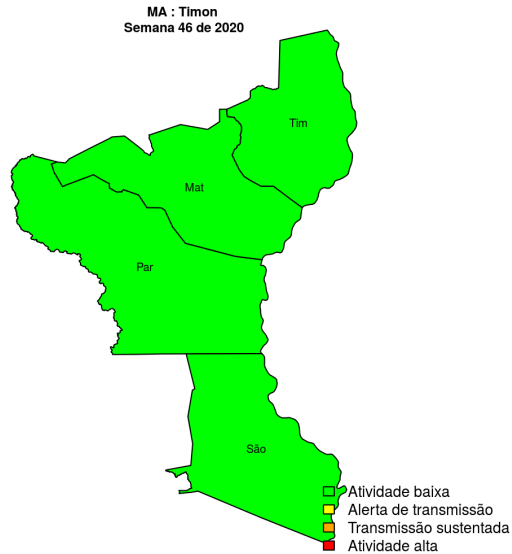 MA : Timon
Semana 46 de 2020
Tim
Mat
Par
São
Atividade baixa
Alerta de transmissão
Transmissão sustentada
Atividade alta